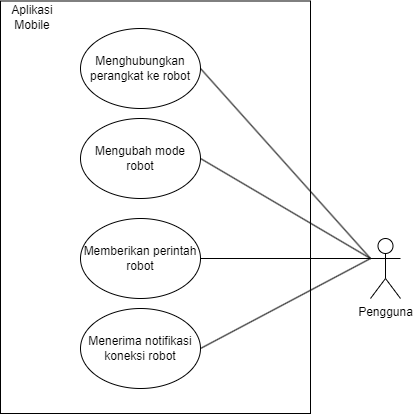 Aplikasi
Mobile
Menghubungkan
perangkat ke robot
Mengubah mode
robot
Memberikan perintah
robot
Menerima notifikasi
koneksi robot
Pengguna